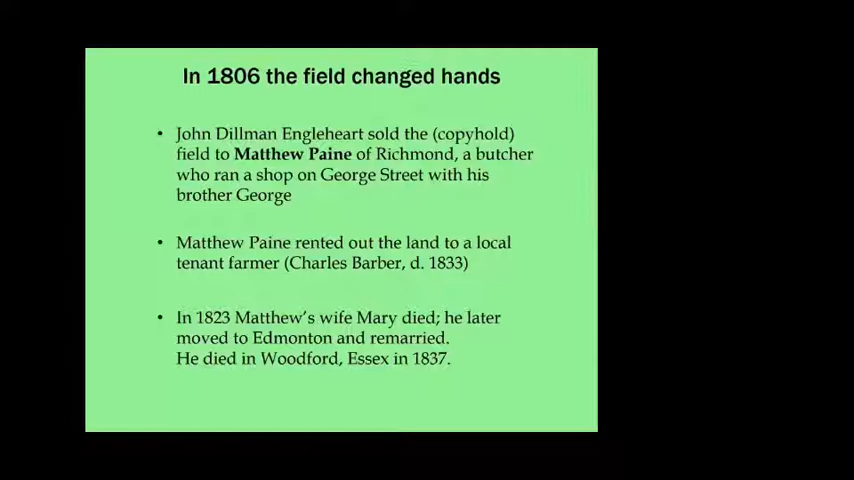 In 1806 the field changed hands
• John Dillman Engleheart sold the (copyhold)
field to Matthew Paine of Richmond, a butcher
who ran a shop on George Street with his
brother George
• Matthew Paine rented out the land to a local
tenant farmer (Charles Barber, d. 1833)
• In 1823 Matthew’s wife Mary died; he later
moved to Edmonton and remarried.
He died in Woodford, Essex in 1837.